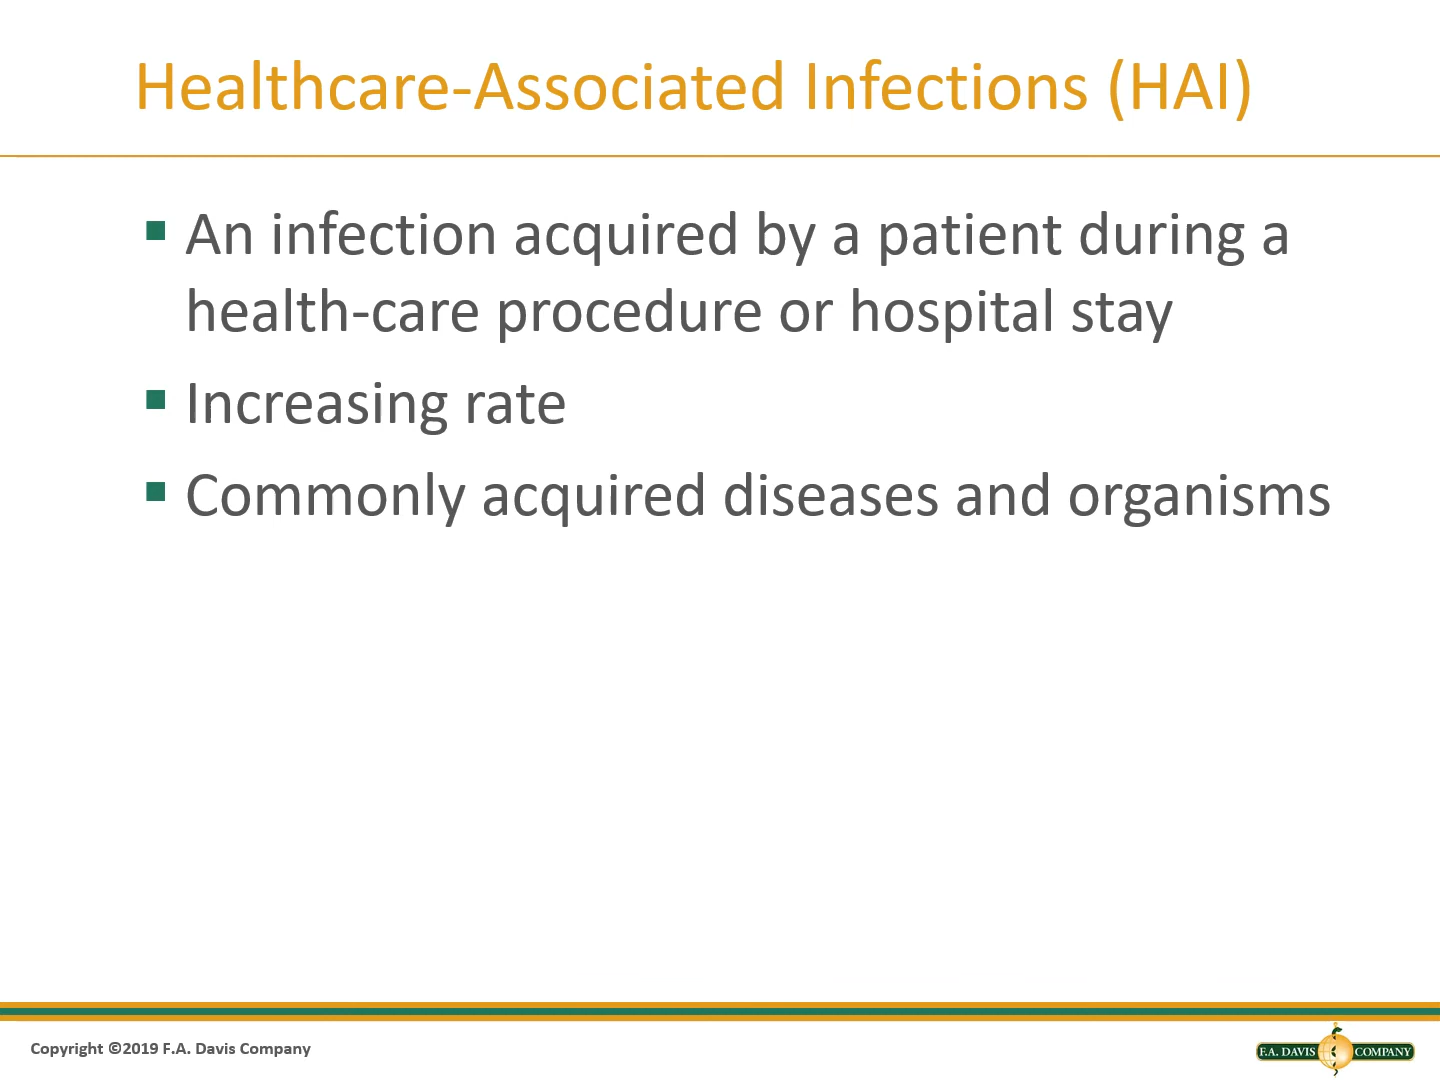 Healthcare-Associated Infections (HAI)
▪ An infection acquired by a patient during a
health-care procedure or hospital stay
▪ Increasing rate
▪ Commonly acquired diseases and organisms
Copyright ©2019 F.A. Davis Company
F.A. DAVIS COMPANY